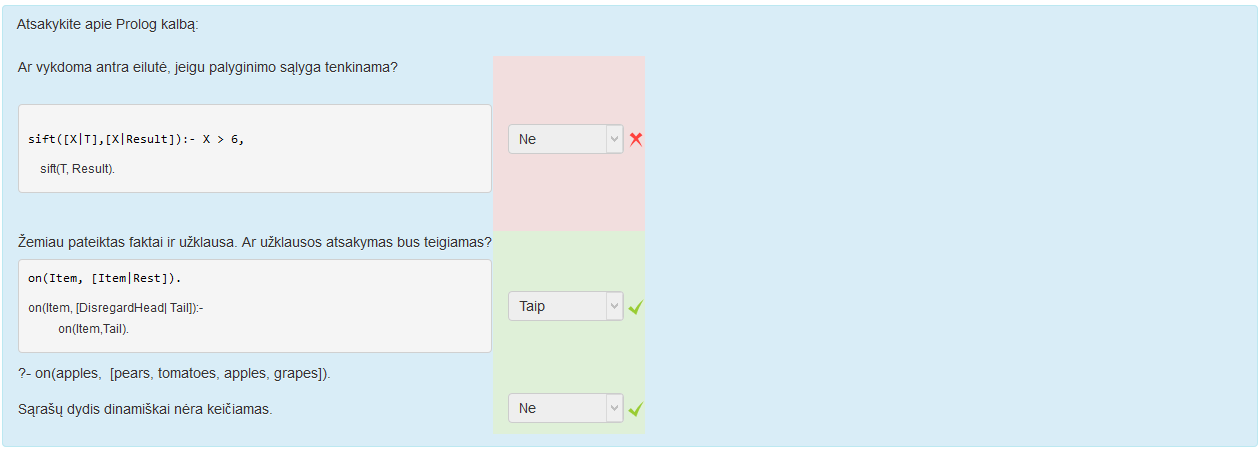 Atsakykite apie Prolog kalbą:
Ar vykdoma antra eilutė, jeigu palyginimo sąlyga tenkinama?
sift([X|T],[X|Result]):- X > 6,
sift(T, Result).
Ne
Žemiau pateiktas faktai ir užklausa. Ar užklausos atsakymas bus teigiamas?
on(Item, [Item|Rest]).
on(Item, [DisregardHead| Tail]):-
on(Item,Tail).
Taip
?- on(apples,  [pears, tomatoes, apples, grapes]).
Sąrašų dydis dinamiškai nėra keičiamas.
Ne